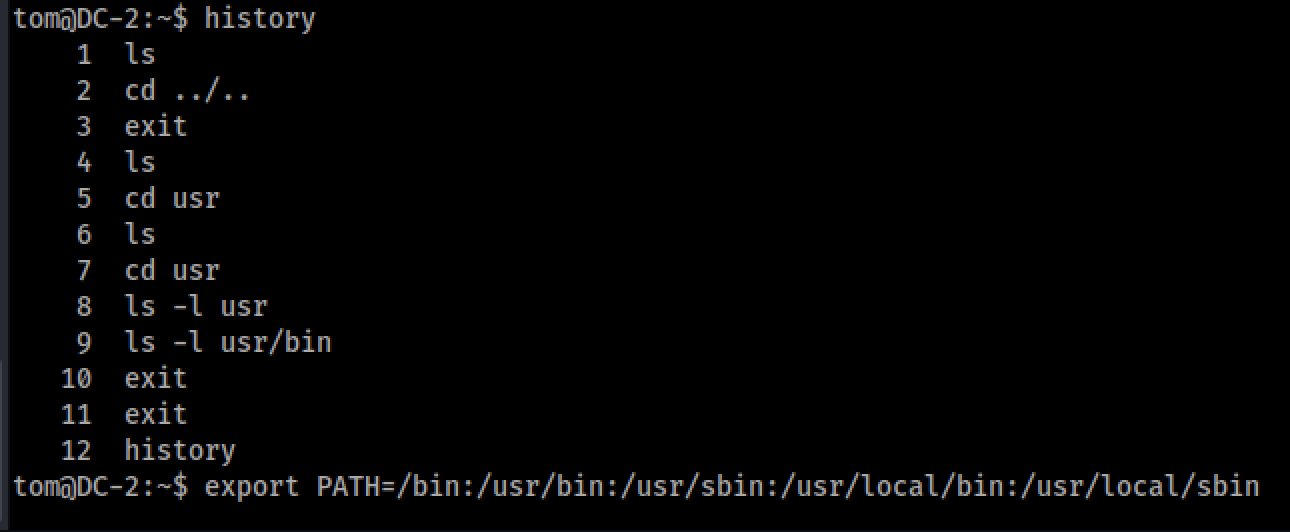 tom@DC-2:~$ history
    1  ls
    2  cd ../..
    3  exit
    4  ls
    5  cd usr
    6  ls
    7  cd usr
    8  ls -l usr
    9  ls -l usr/bin
   10  exit
   11  exit
   12  history
tom@DC-2:~$ export PATH=/bin:/usr/bin:/usr/sbin:/usr/local/bin:/usr/local/sbin